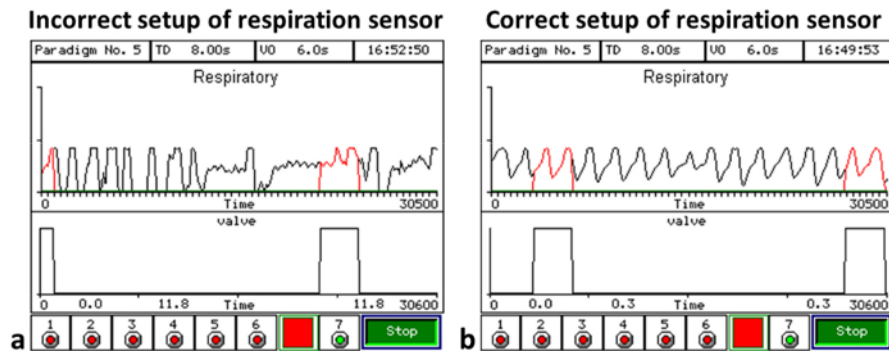 Incorrect setup of respiration sensor
Paradigm No. 5 TD 8.00s VO 6.0s 16:52:50
Respiratory
0 Time 30500
valve
0 0.0 11.8 Time 11.8 30600
1 2 3 4 5 6 7 Stop
a
Correct setup of respiration sensor
Paradigm No. 5 TD 8.00s VO 6.0s 16:49:53
Respiratory
0 Time 30500
valve
0 0.0 0.3 Time 0.3 30600
1 2 3 4 5 6 7 Stop
b